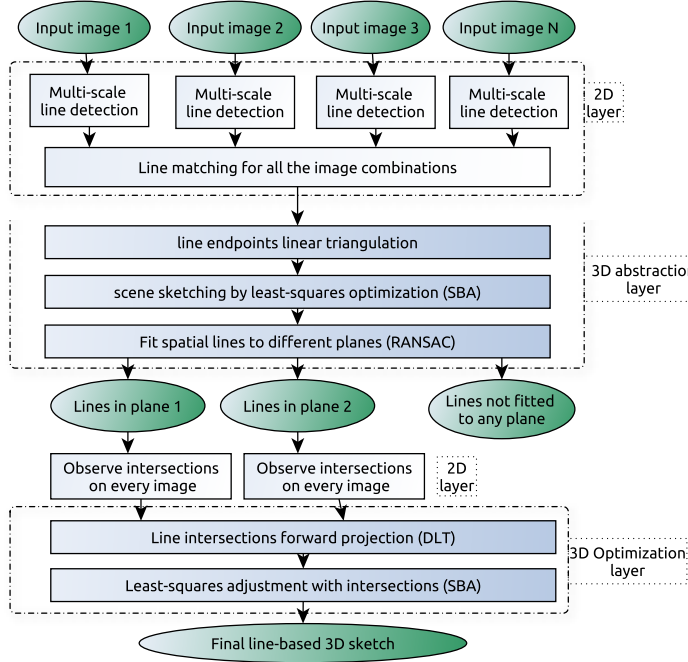 Input image 1
Input image 2
Input image 3
Input image N
Multi-scale
line detection
Multi-scale
line detection
Multi-scale
line detection
Multi-scale
line detection
2D
layer
Line matching for all the image combinations
line endpoints linear triangulation
3D abstraction
layer
scene sketching by least-squares optimization (SBA)
Fit spatial lines to different planes (RANSAC)
Lines in plane 1
Lines in plane 2
Lines not fitted
to any plane
Observe intersections
on every image
Observe intersections
on every image
2D
layer
Line intersections forward projection (DLT)
3D Optimization
layer
Least-squares adjustment with intersections (SBA)
Final line-based 3D sketch